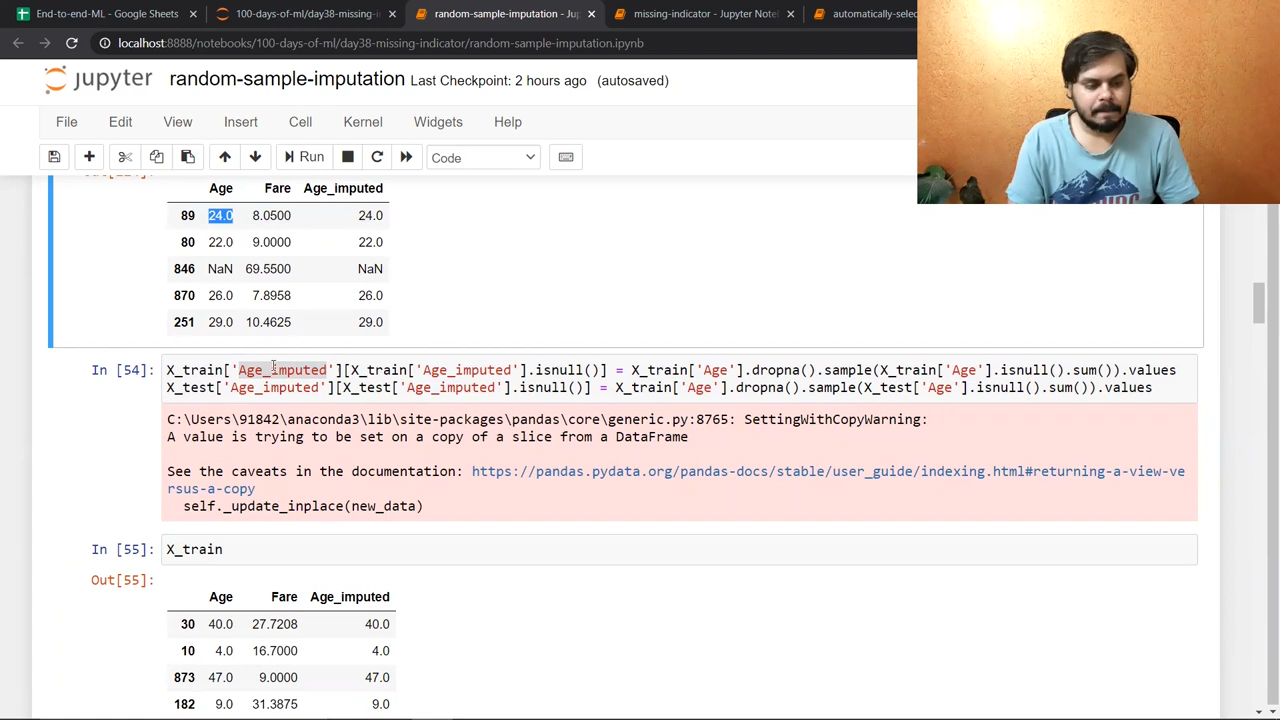 End-to-end-ML - Google Sheets
100-days-of-ml/day38-missing-in
random-sample-imputation - Jup
missing-indicator - Jupyter Note
automatically-selec
localhost:8888/notebooks/100-days-of-ml/day38-missing-indicator/random-sample-imputation.ipynb
jupyter random-sample-imputation Last Checkpoint: 2 hours ago (autosaved)
File Edit View Insert Cell Kernel Widgets Help
Run Code
Age Fare Age_imputed
89 24.0 8.0500 24.0
80 22.0 9.0000 22.0
846 NaN 69.5500 NaN
870 26.0 7.8958 26.0
251 29.0 10.4625 29.0
In [54]: X_train['Age_imputed'][X_train['Age_imputed'].isnull()] = X_train['Age'].dropna().sample(X_train['Age'].isnull().sum()).values
X_test['Age_imputed'][X_test['Age_imputed'].isnull()] = X_train['Age'].dropna().sample(X_test['Age'].isnull().sum()).values
C:\Users\91842\anaconda3\lib\site-packages\pandas\core\generic.py:8765: SettingWithCopyWarning:
A value is trying to be set on a copy of a slice from a DataFrame
See the caveats in the documentation: https://pandas.pydata.org/pandas-docs/stable/user_guide/indexing.html#returning-a-view-ve
rsus-a-copy
self._update_inplace(new_data)
In [55]: X_train
Out[55]:
Age Fare Age_imputed
30 40.0 27.7208 40.0
10 4.0 16.7000 4.0
873 47.0 9.0000 47.0
182 9.0 31.3875 9.0